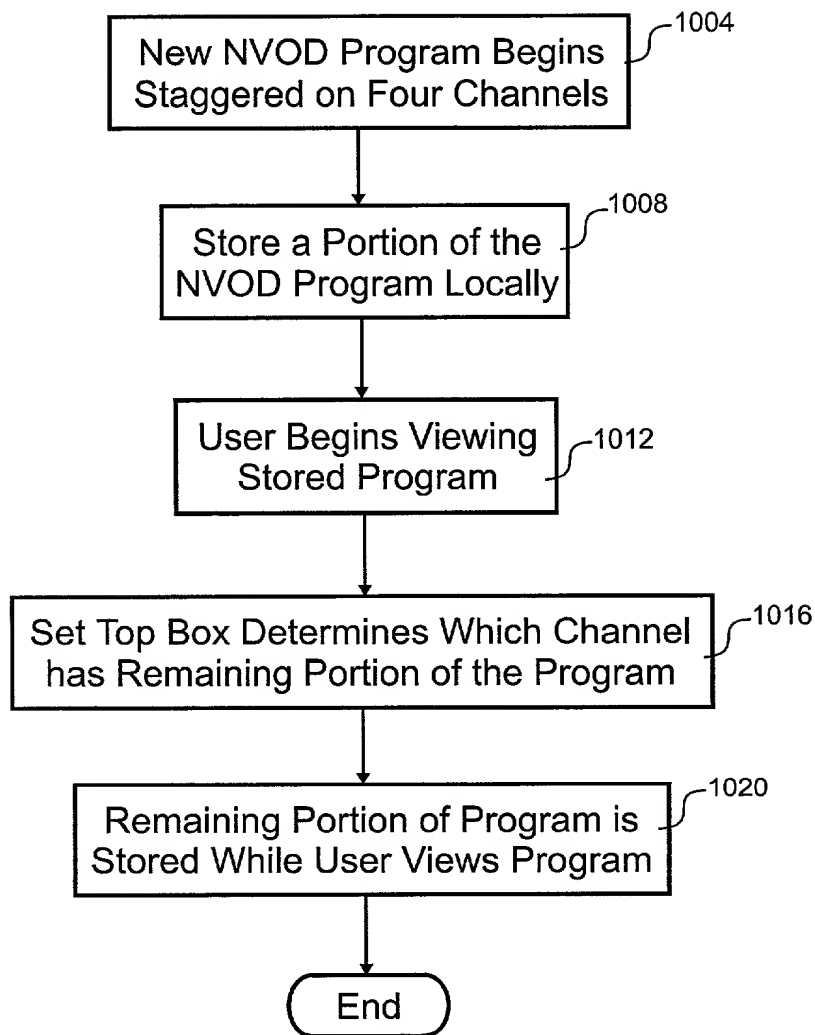 1004
New NVOD Program Begins
Staggered on Four Channels
1008
Store a Portion of the
NVOD Program Locally
User Begins Viewing
Stored Program
1012
Set Top Box Determines Which Channel
has Remaining Portion of the Program
1016
Remaining Portion of Program is
Stored While User Views Program
1020
End